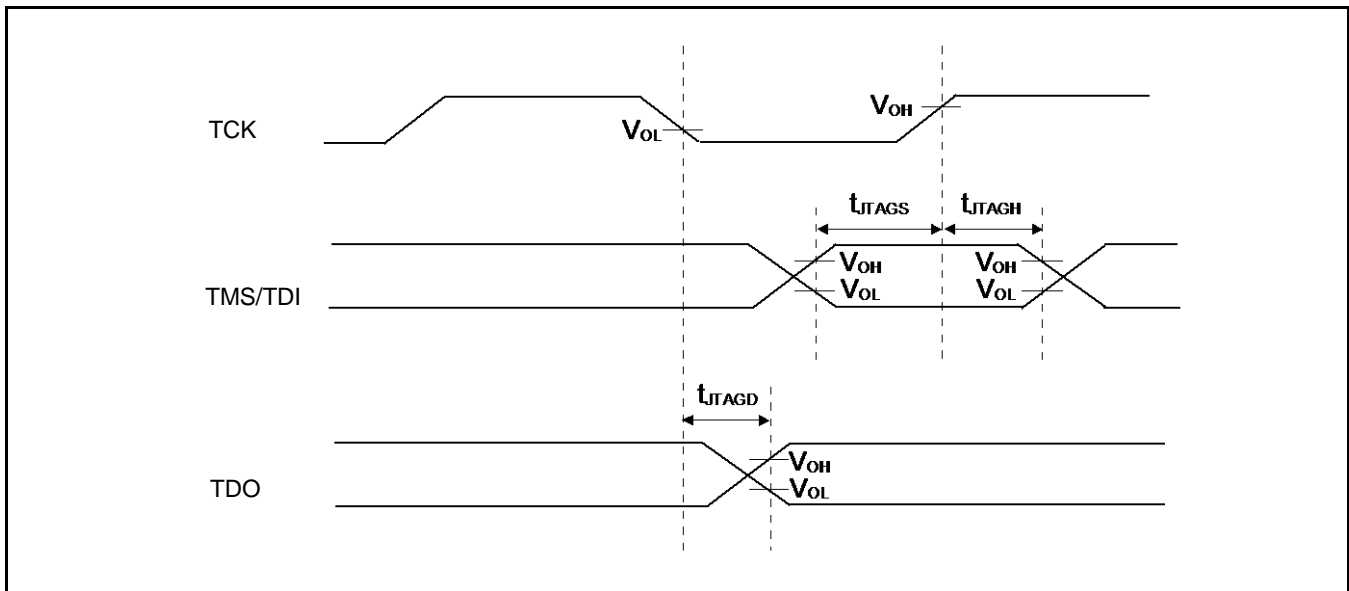 TCK
VOL
VOH
tJTAGS
tJTAGH
TMS/TDI
VOH
VOL
VOH
VOL
tJTAGD
TDO
VOH
VOL